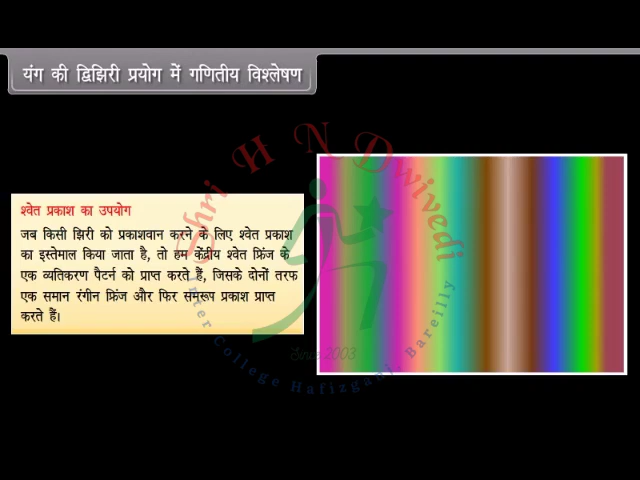 यंग की द्विझिरी प्रयोग में गणितीय विश्लेषण
श्वेत प्रकाश का उपयोग
जब किसी झिरी को प्रकाशवान करने के लिए श्वेत प्रकाश
का इस्तेमाल किया जाता है, तो हम केंद्रीय श्वेत फ्रिंज के
एक व्यतिकरण पैटर्न को प्राप्त करते हैं, जिसके दोनों तरफ
एक समान रंगीन फ्रिंज और फिर समरूप प्रकाश प्राप्त
करते हैं।
Shri H N Dwivedi
Inter College Hafizganj, Bareilly
Since 2003